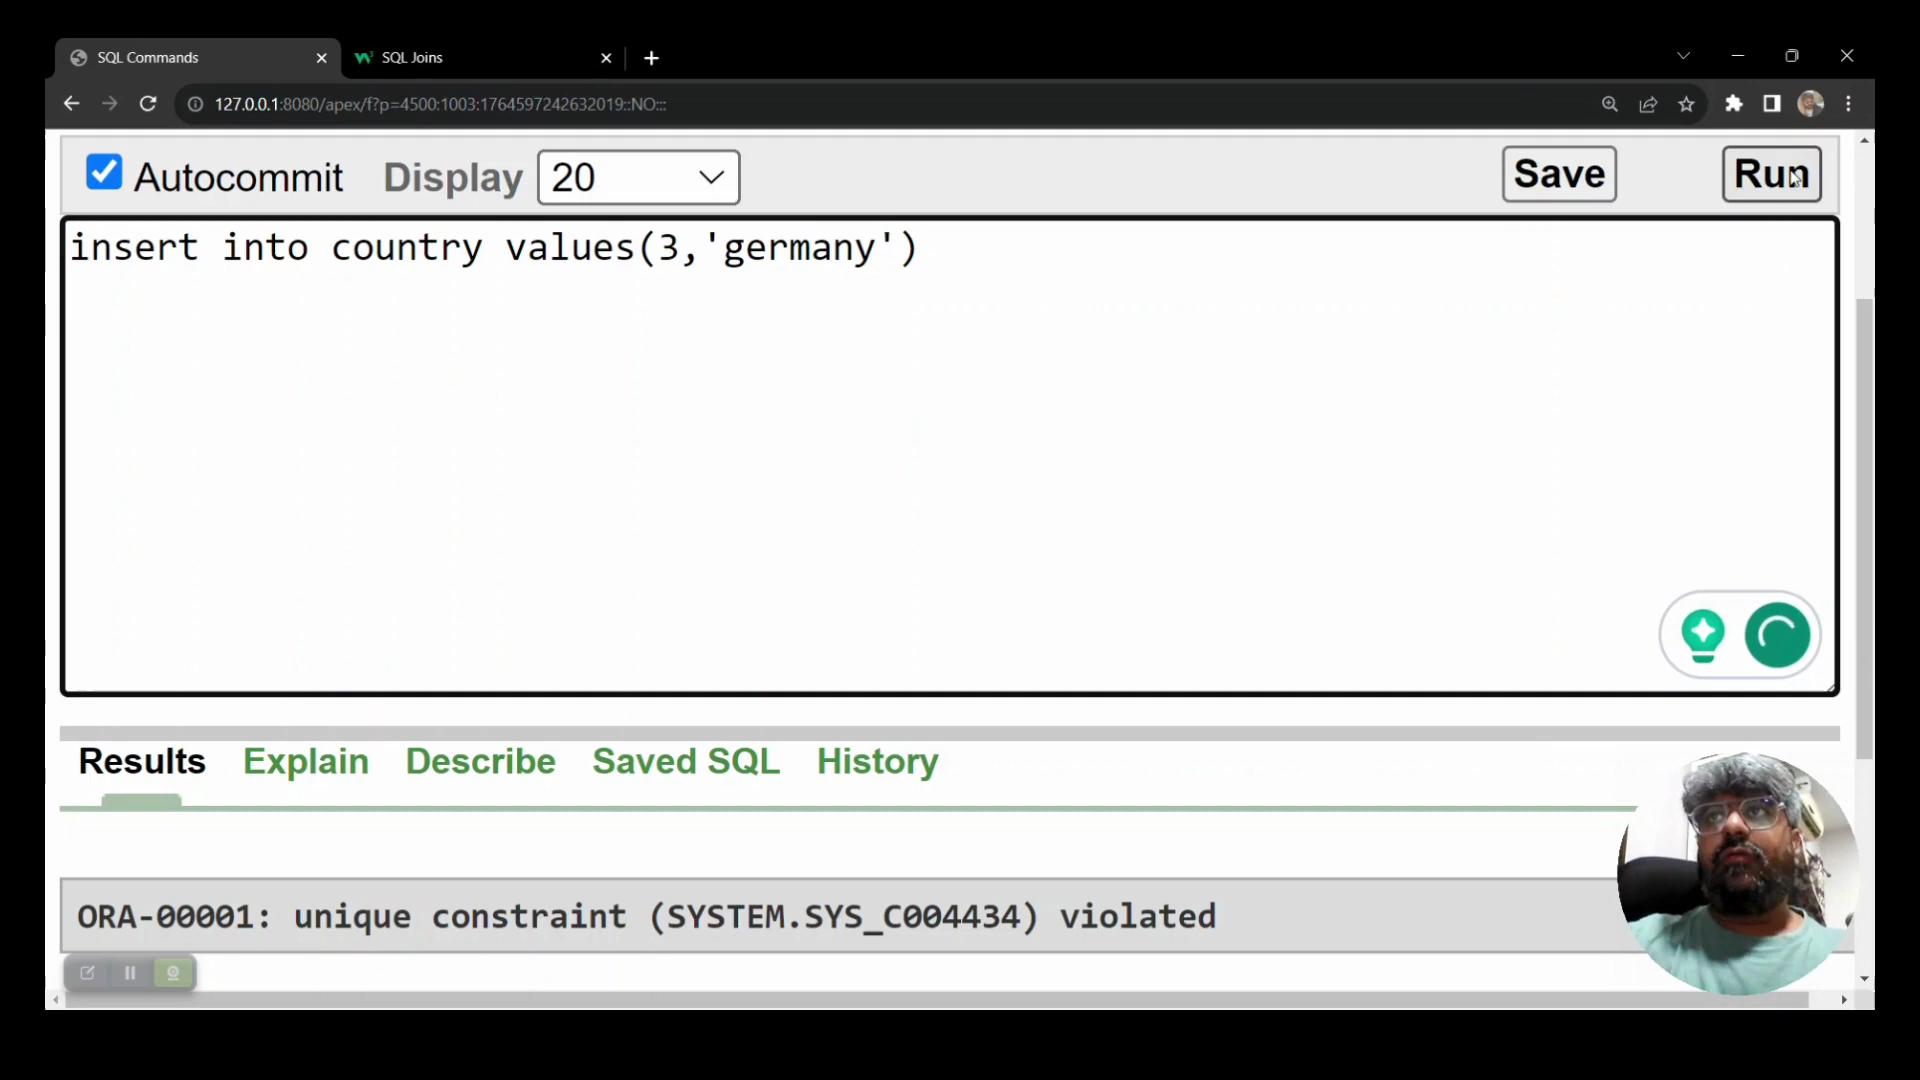 SQL Commands
SQL Joins
127.0.0.1:8080/apex/f?p=4500:1003:1764597242632019::NO:::
Autocommit Display 20 Save Run
insert into country values(3,'germany')
Results Explain Describe Saved SQL History
ORA-00001: unique constraint (SYSTEM.SYS_C004434) violated